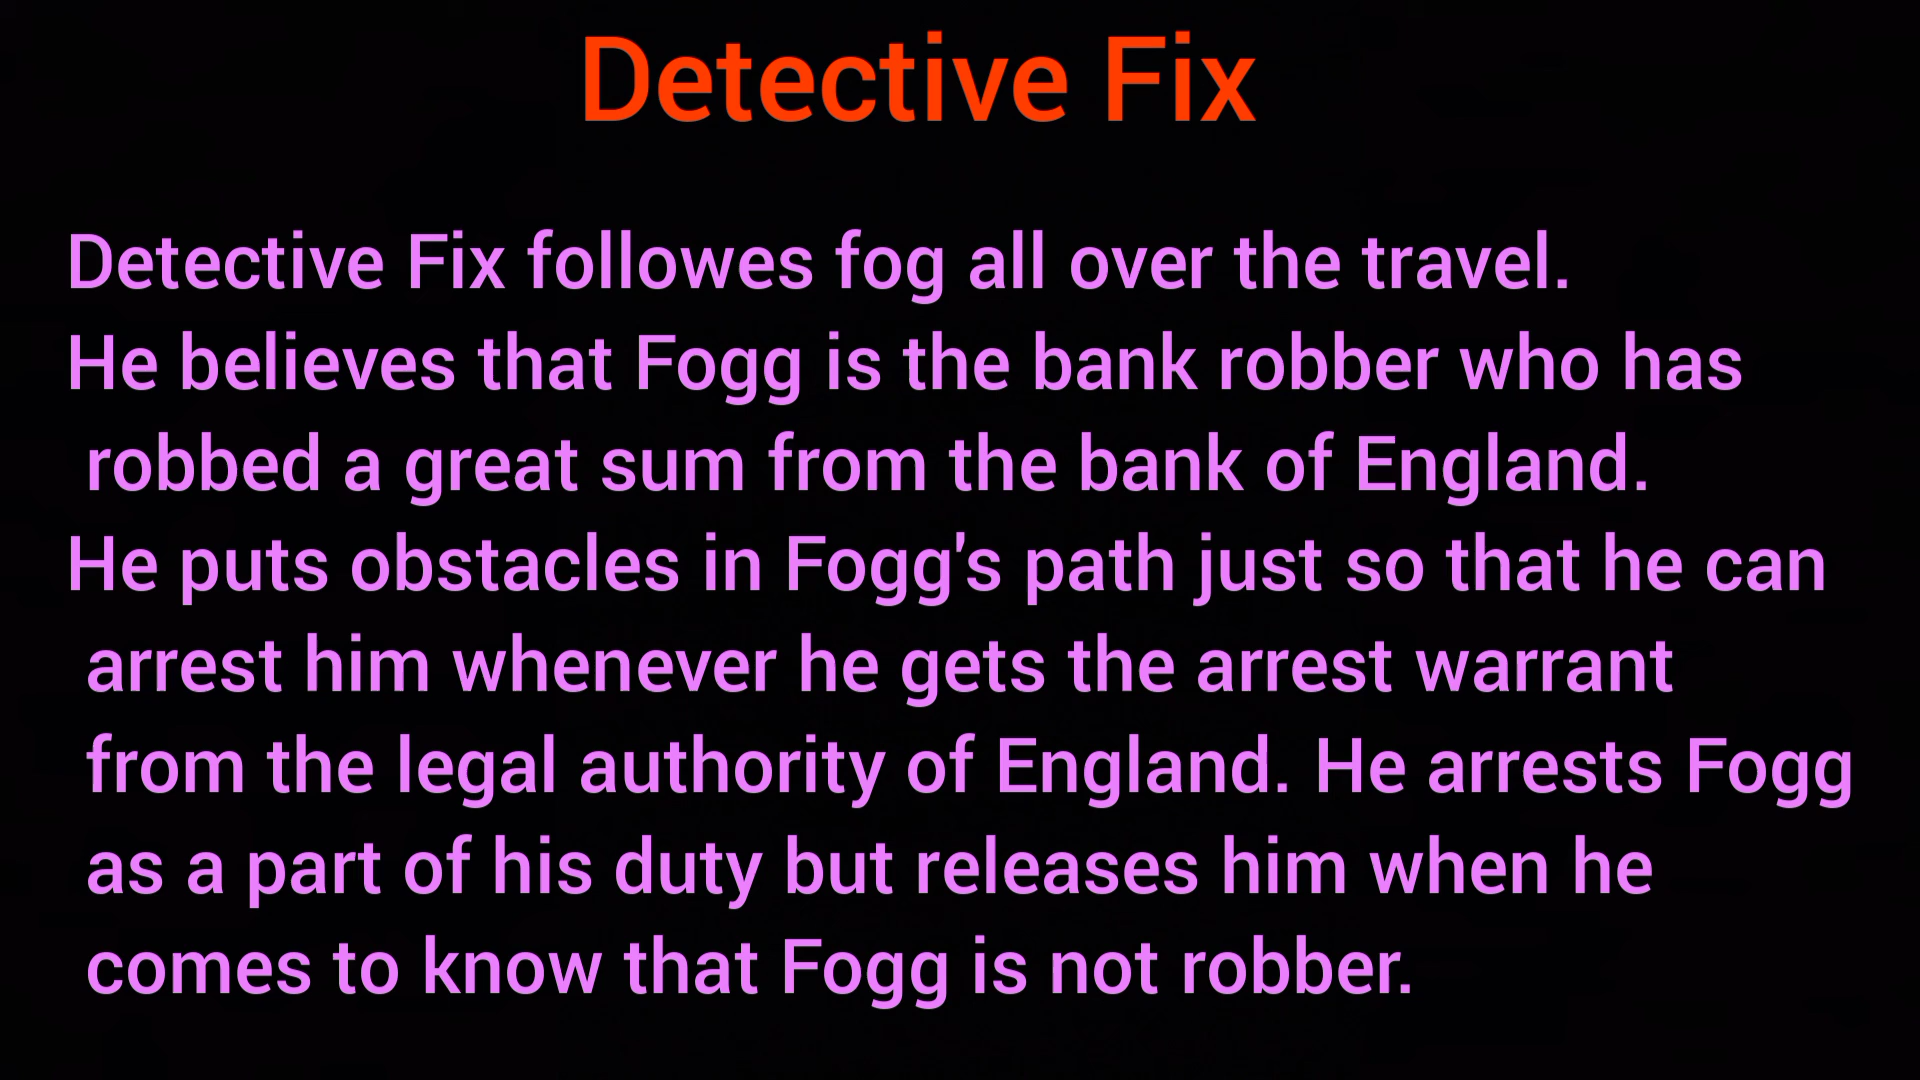 Detective Fix
Detective Fix followes fog all over the travel.
He believes that Fogg is the bank robber who has
robbed a great sum from the bank of England.
He puts obstacles in Fogg's path just so that he can
arrest him whenever he gets the arrest warrant
from the legal authority of England. He arrests Fogg
as a part of his duty but releases him when he
comes to know that Fogg is not robber.